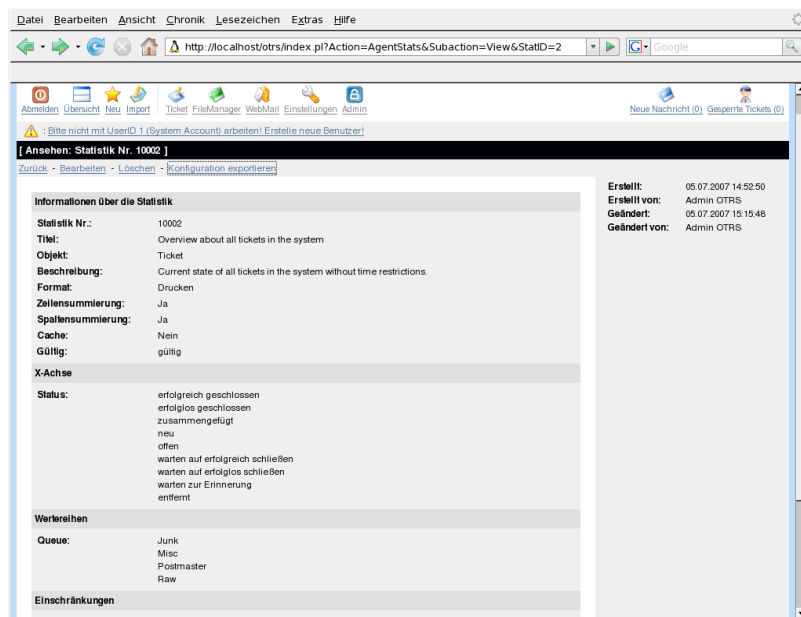 Datei Bearbeiten Ansicht Chronik Lesezeichen Extras Hilfe
http://localhost/otrs/index.pl?Action=AgentStats&Subaction=View&StatID=2
G Google
Abmelden Übersicht Neu Import Ticket FileManager WebMail Einstellungen Admin
Neue Nachricht (0) Gesperrte Tickets (0)
: Bitte nicht mit UserID 1 (System Account) arbeiten! Erstelle neue Benutzer!
[ Ansehen: Statistik Nr. 10002 ]
Zurück - Bearbeiten - Löschen - Konfiguration exportieren
Informationen über die Statistik
Statistik Nr.: 10002
Titel: Overview about all tickets in the system
Objekt: Ticket
Beschreibung: Current state of all tickets in the system without time restrictions.
Format: Drucken
Zeilensummierung: Ja
Spaltensummierung: Ja
Cache: Nein
Gültig: gültig
X-Achse
Status: erfolgreich geschlossen
erfolglos geschlossen
zusammengefügt
neu
offen
warten auf erfolgreich schließen
warten auf erfolglos schließen
warten zur Erinnerung
entfernt
Wertereihen
Queue: Junk
Misc
Postmaster
Raw
Einschränkungen
Erstellt: 05.07.2007 14:52:50
Erstellt von: Admin OTRS
Geändert: 05.07.2007 15:15:48
Geändert von: Admin OTRS